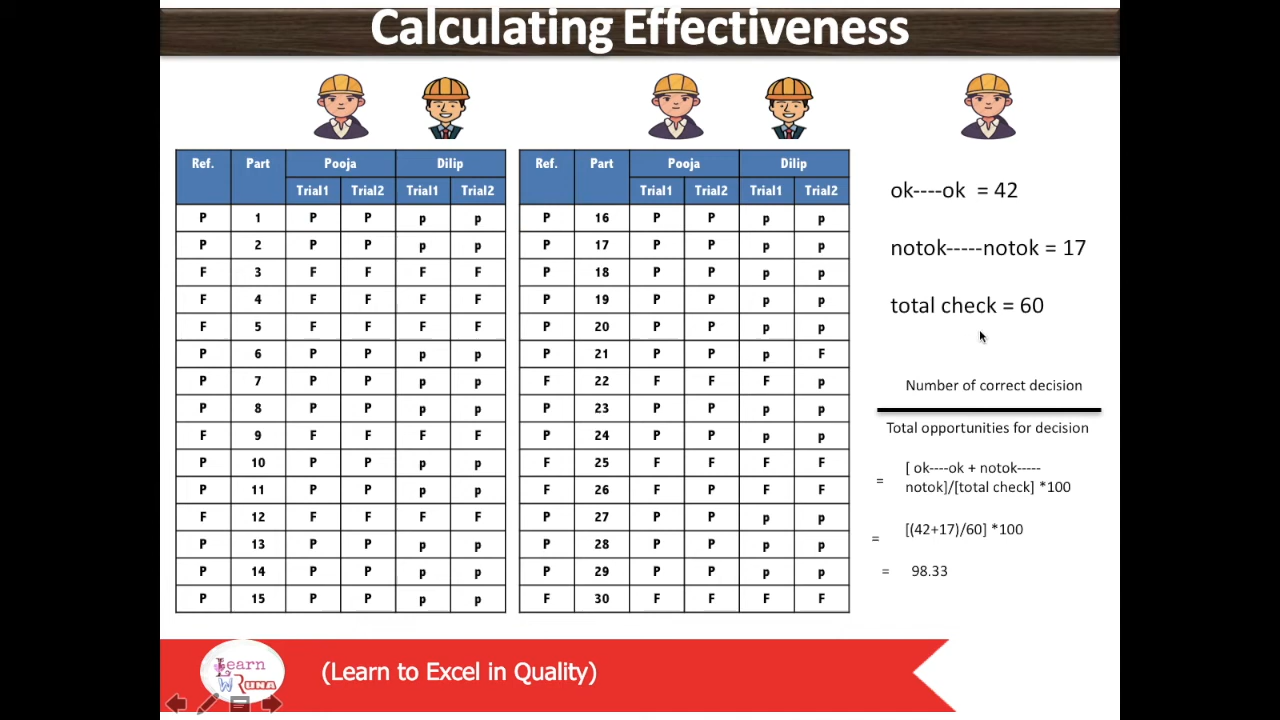 Calculating Effectiveness
Ref. Part Pooja Dilip Ref. Part Pooja Dilip
Trial1 Trial2 Trial1 Trial2 Trial1 Trial2 Trial1 Trial2
P 1 P P p p P 16 P P p p
P 2 P P p p P 17 P P p p
F 3 F F F F P 18 P P p p
F 4 F F F F P 19 P P p p
F 5 F F F F P 20 P P p p
P 6 P P p p P 21 P P p F
P 7 P P p p F 22 F F F p
P 8 P P p p P 23 P P p p
F 9 F F F F P 24 P P p p
P 10 P P p p F 25 F F F F
P 11 P P p p F 26 F P F F
F 12 F F F F P 27 P P p p
P 13 P P p p P 28 P P p p
P 14 P P p p P 29 P P p p
P 15 P P p p F 30 F F F F
ok----ok = 42
notok-----notok = 17
total check = 60
Number of correct decision
Total opportunities for decision
= [ ok----ok + notok-----
notok]/[total check] *100
= [(42+17)/60] *100
= 98.33
Learn
W RUNA
(Learn to Excel in Quality)